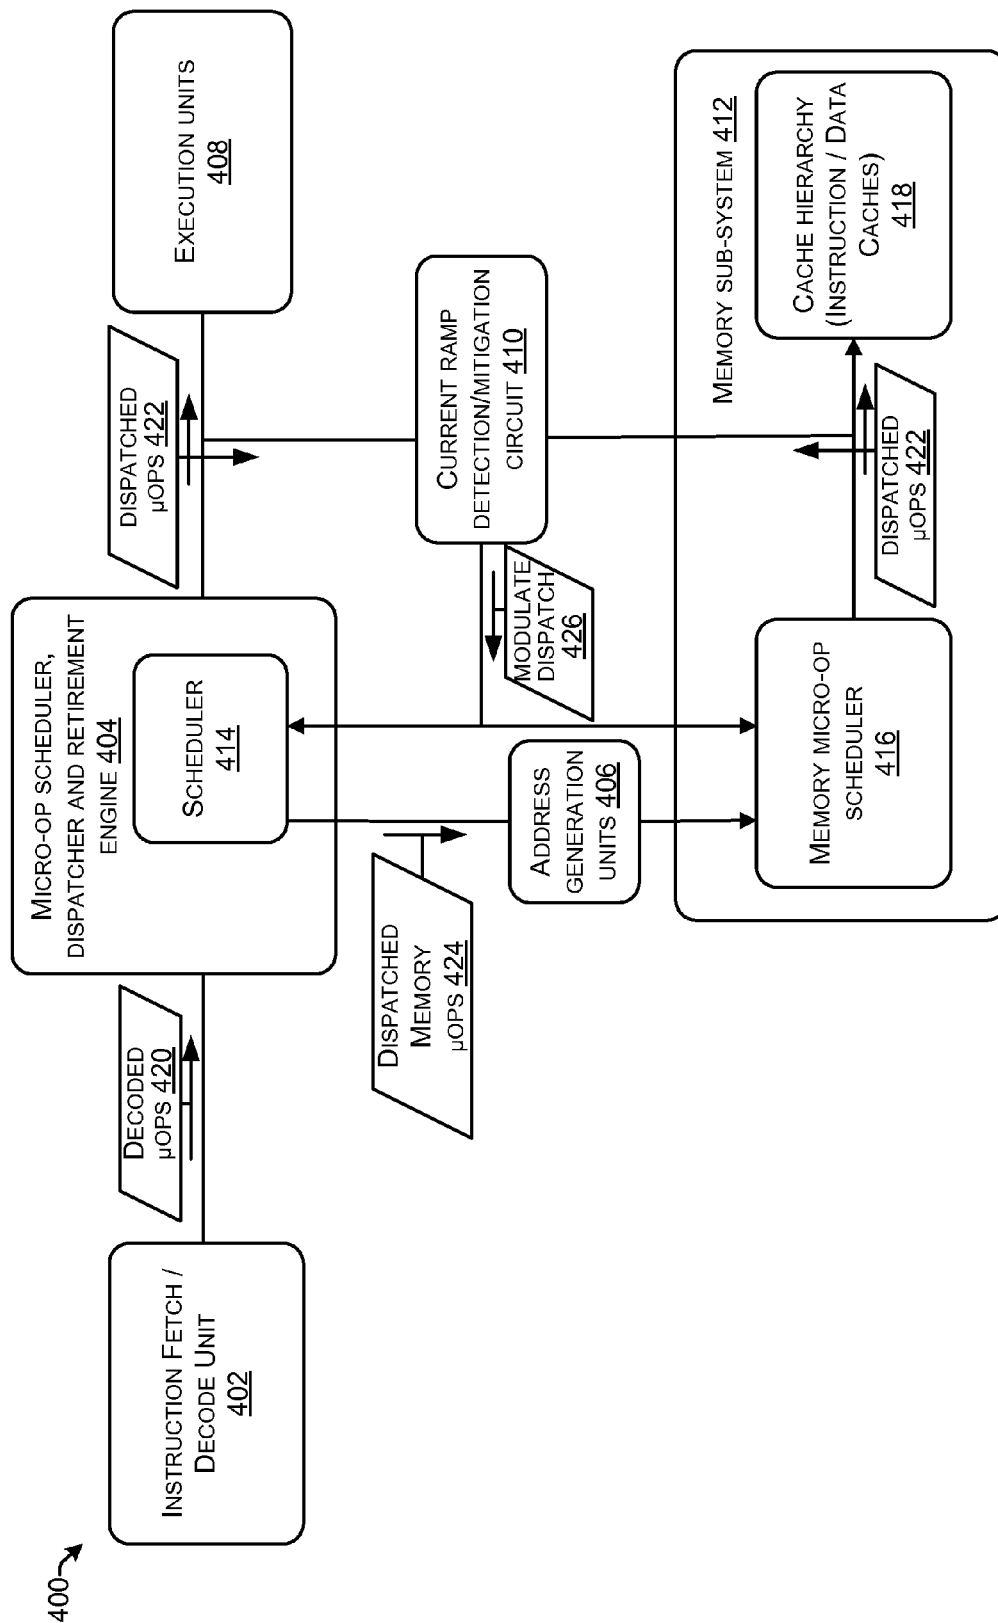 400
INSTRUCTION FETCH /
DECODE UNIT
402
DECODED
µOPS 420
MICRO-OP SCHEDULER,
DISPATCHER AND RETIREMENT
ENGINE 404
SCHEDULER
414
DISPATCHED
µOPS 422
EXECUTION UNITS
408
DISPATCHED
MEMORY
µOPS 424
ADDRESS
GENERATION
UNITS 406
MODULATE
DISPATCH
426
CURRENT RAMP
DETECTION/MITIGATION
CIRCUIT 410
MEMORY SUB-SYSTEM 412
MEMORY MICRO-OP
SCHEDULER
416
DISPATCHED
µOPS 422
CACHE HIERARCHY
(INSTRUCTION / DATA
CACHES)
418